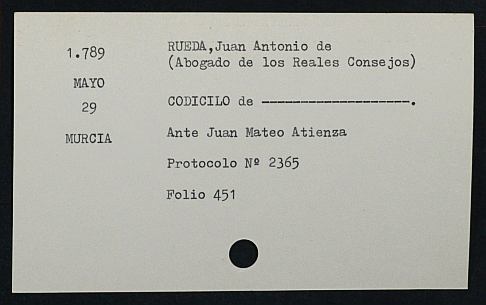 1.789
MAYO
29
MURCIA
RUEDA,Juan Antonio de
(Abogado de los Reales Consejos)
CODICILO de -------------------.
Ante Juan Mateo Atienza
Protocolo Nº 2365
Folio 451